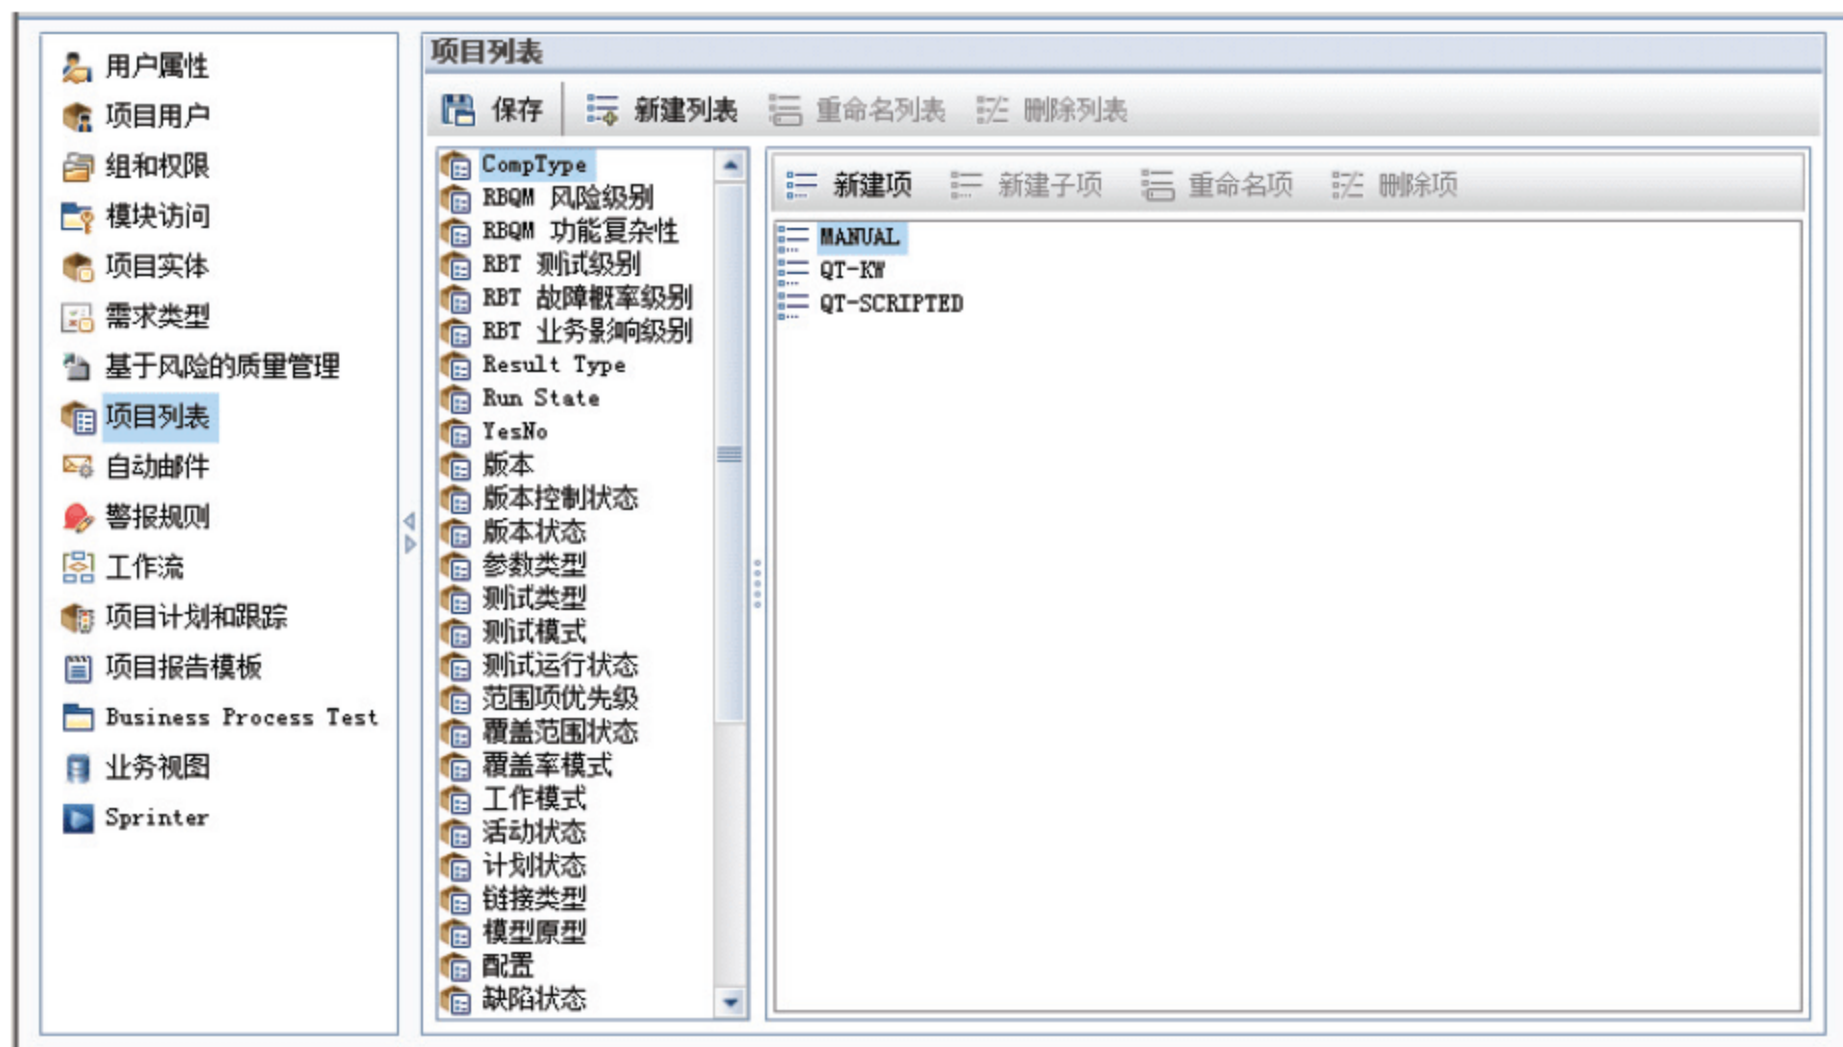 用户属性
项目用户
组和权限
模块访问
项目实体
需求类型
基于风险的质量管理
项目列表
自动邮件
警报规则
工作流
项目计划和跟踪
项目报告模板
Business Process Test
业务视图
Sprinter
项目列表
保存 新建列表 重命名列表 删除列表
CompType
RBQM 风险级别
RBQM 功能复杂性
RBT 测试级别
RBT 故障概率级别
RBT 业务影响级别
Result Type
Run State
YesNo
版本
版本控制状态
版本状态
参数类型
测试类型
测试模式
测试运行状态
范围项优先级
覆盖范围状态
覆盖率模式
工作模式
活动状态
计划状态
链接类型
模型原型
配置
缺陷状态
新建项 新建子项 重命名项 删除项
MANUAL
QT-KW
QT-SCRIPTED